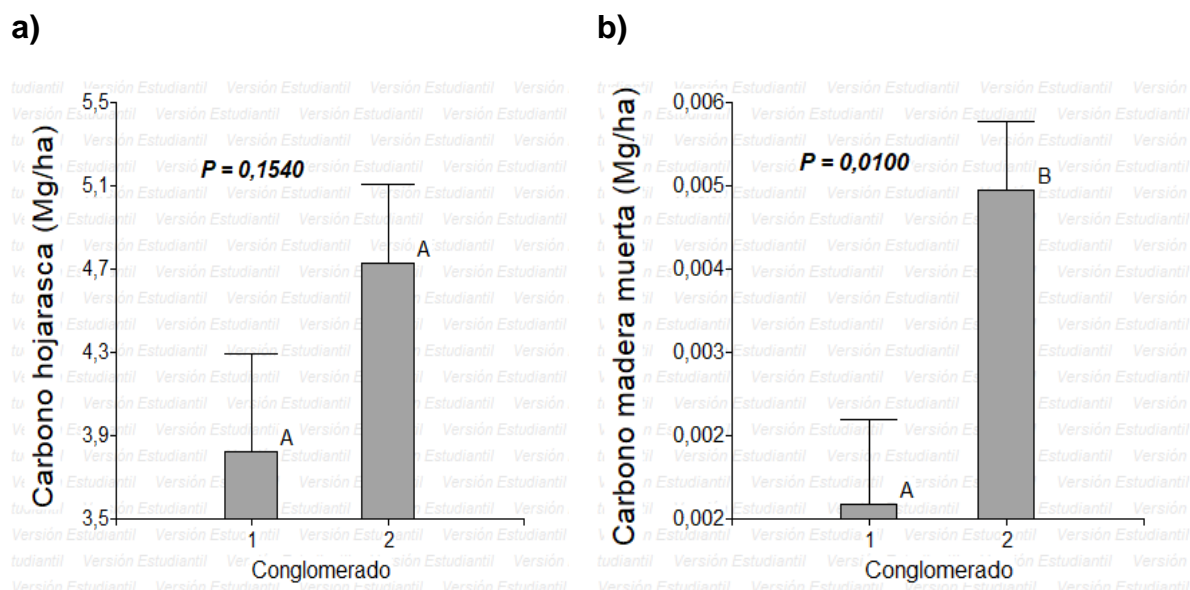 a)
Carbono hojarasca (Mg/ha)
5,5
5,1
4,7
4,3
3,9
3,5
P = 0,1540
A
A
1 2
Conglomerado
b)
Carbono madera muerta (Mg/ha)
0,006
0,005
0,004
0,003
0,002
0,002
P = 0,0100
A
B
1 2
Conglomerado
Versión Estudiantil